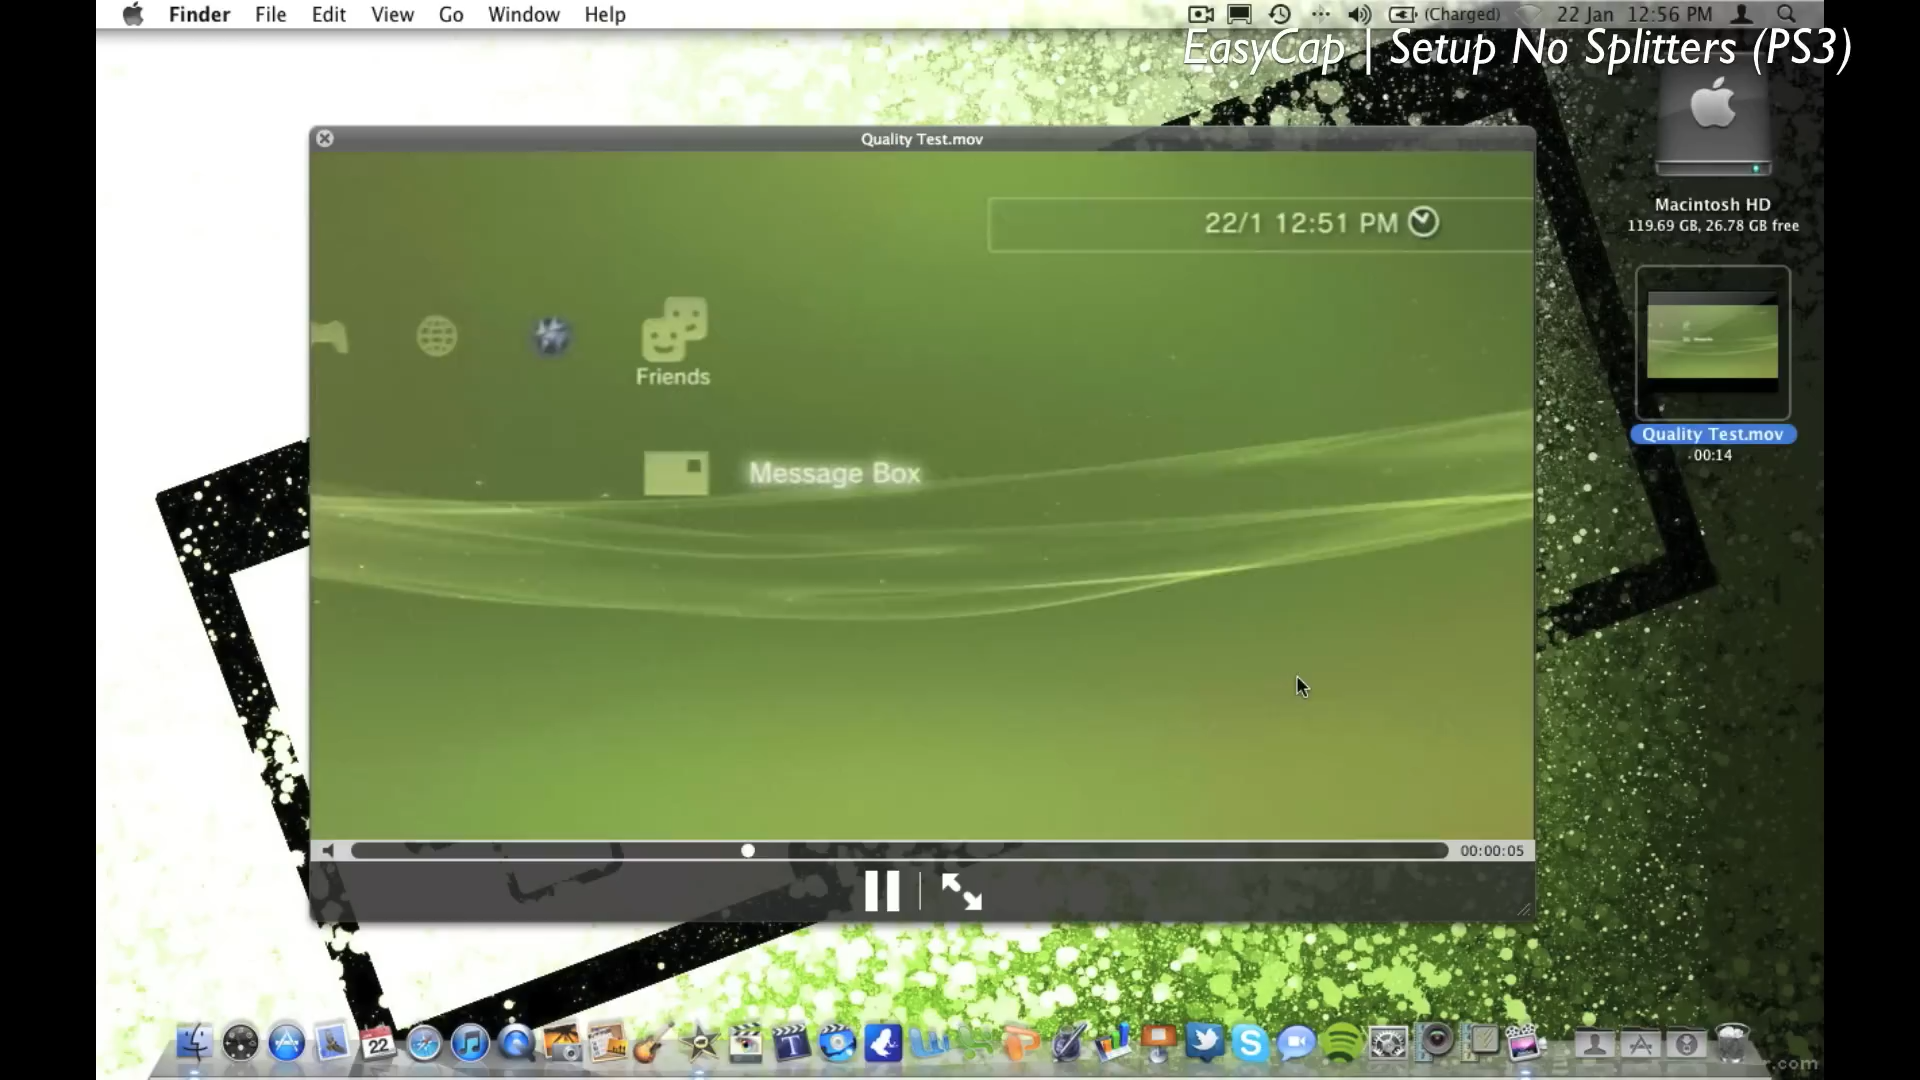 Finder File Edit View Go Window Help (Charged) 22 Jan 12:56 PM
EasyCap | Setup No Splitters (PS3)
Quality Test.mov
22/1 12:51 PM
Macintosh HD
119.69 GB, 26.78 GB free
Friends
Quality Test.mov
00:14
Message Box
00:00:05
22
T
S
.com